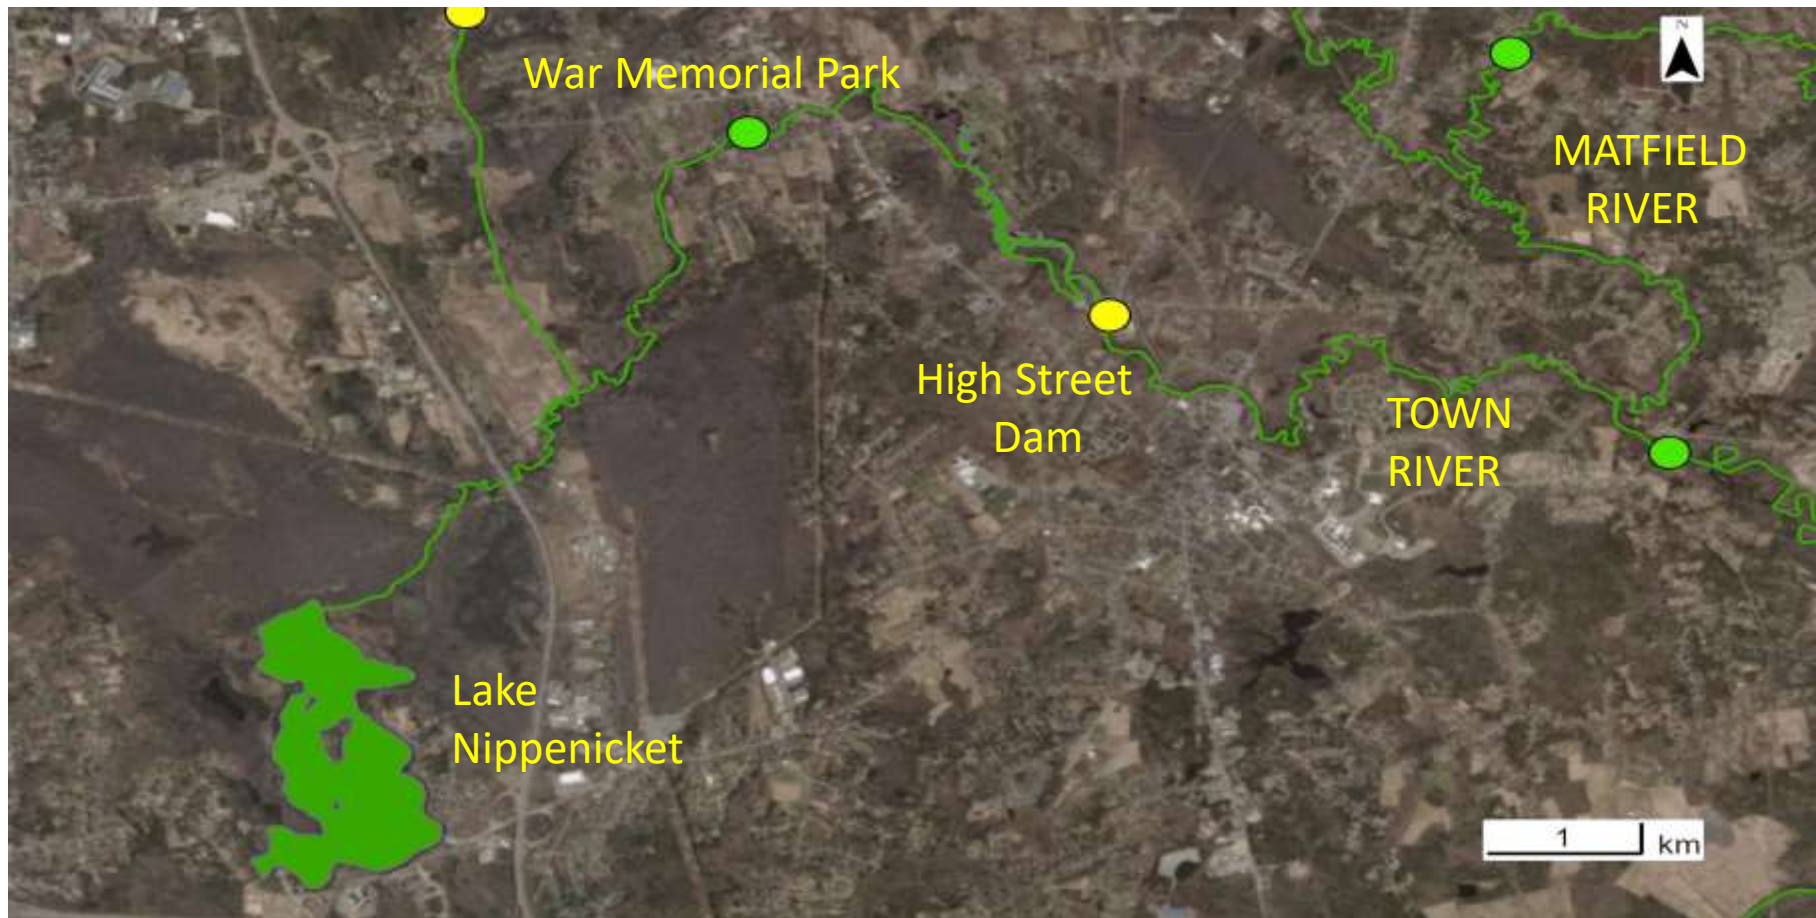 N
War Memorial Park
MATFIELD
RIVER
High Street
Dam
TOWN
RIVER
Lake
Nippenicket
1
km